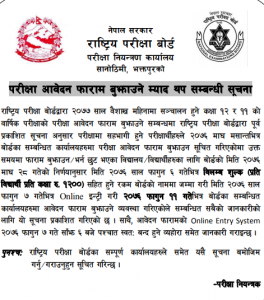 नेपाल सरकार
राष्ट्रिय परीक्षा बोर्ड
परीक्षा नियन्त्रण कार्यालय
सानोठिमी, भक्तपुरको
परीक्षा आवेदन फाराम बुझाउने म्याद थप सम्बन्धी सूचना
राष्ट्रिय परीक्षा बोर्डद्वारा २०७७ साल वैशाख महिनामा सञ्चालन हुने कक्षा १२ र ११ को
वार्षिक परीक्षाको परीक्षा आवेदन फाराम बुझाउने सम्बन्धमा राष्ट्रिय परीक्षा बोर्डद्वारा पूर्व
प्रकाशित सूचना अनुसार परीक्षामा सहभागी हुने परीक्षार्थीहरुले २०७६ माघ मसान्तभित्र
बोर्डका सम्बन्धित कार्यालयहरुमा परीक्षा आवेदन फाराम बुझाउन सूचित गरिएकोमा उक्त
समयमा फाराम बुझाउन/भर्न छुट भएका विद्यालय/विद्यार्थीहरुका लागि बोर्डको मिति २०७६
माघ २८ गतेको निर्णयानुसार मिति २०७६ साल फागुन ६ गतेभित्र विलम्ब शुल्क (प्रति
विद्यार्थी प्रति कक्षा रु. १२००) सहित हुने रकम बोर्डको नाममा जम्मा गरी मिति २०७६ साल
फागुन ७ गतेभित्र Online इन्ट्री गरी २०७६ फागुन ११ गतेभित्र बोर्डका सम्बन्धित
कार्यालयहरुमा आवेदन फाराम बुझाउने व्यवस्था गरिएकोले सम्बन्धित सबैको जानकारीको
लागि यो सूचना प्रकाशित गरिएको छ । साथै, आवेदन फारामको Online Entry System
२०७६ फागुन ७ गते साँझ ६ बजे पश्चात स्वत: बन्द हुने व्यहोरा समेत जानकारी गराइन्छ ।
पुनश्च: राष्ट्रिय परीक्षा बोर्डका सम्पूर्ण कार्यालयहरुले समेत यसै सूचना बमोजिम
गर्नु/गराउनुहुन सूचित गरिन्छ ।
-परीक्षा नियन्त्रक